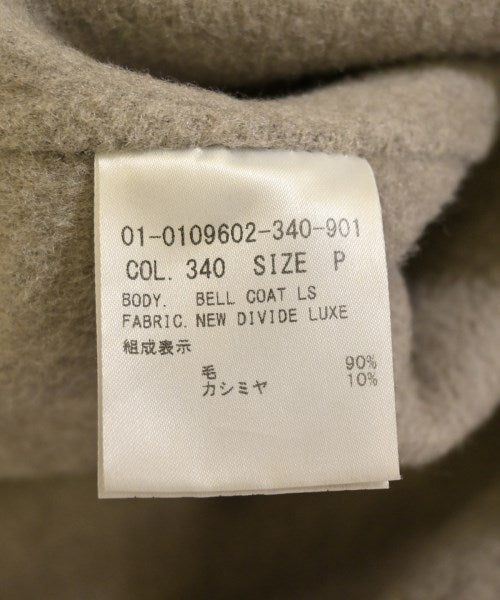 01-0109602-340-901
COL. 340 SIZE P
BODY. BELL COAT LS
FABRIC. NEW DIVIDE LUXE
組成表示
毛 90%
カシミヤ 10%